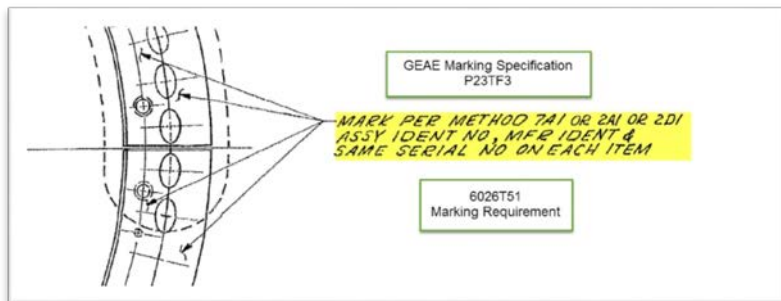 GEAE Marking Specification
P23TF3
MARK PER METHOD 7A1 OR 2A1 OR 2D1
ASSY IDENT NO, MFR IDENT &
SAME SERIAL NO ON EACH ITEM
6026T51
Marking Requirement